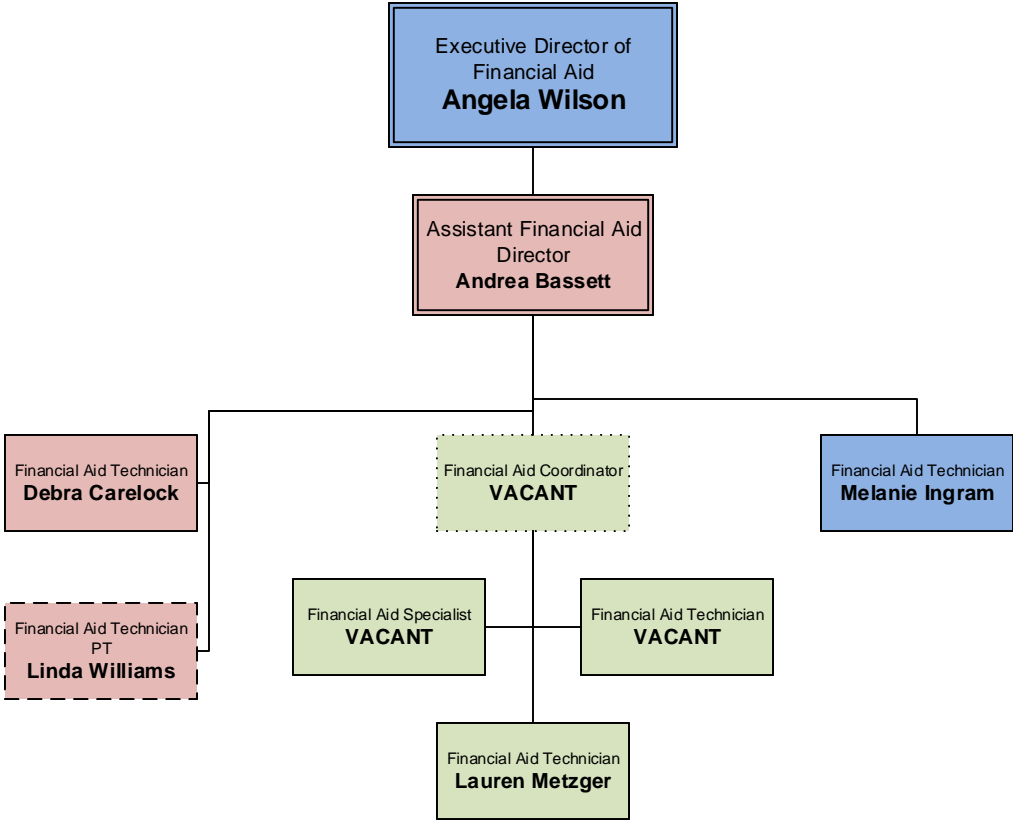 Executive Director of
Financial Aid
Angela Wilson
Assistant Financial Aid
Director
Andrea Bassett
Financial Aid Technician
Debra Carelock
Financial Aid Coordinator
VACANT
Financial Aid Technician
Melanie Ingram
Financial Aid Technician
PT
Linda Williams
Financial Aid Specialist
VACANT
Financial Aid Technician
VACANT
Financial Aid Technician
Lauren Metzger